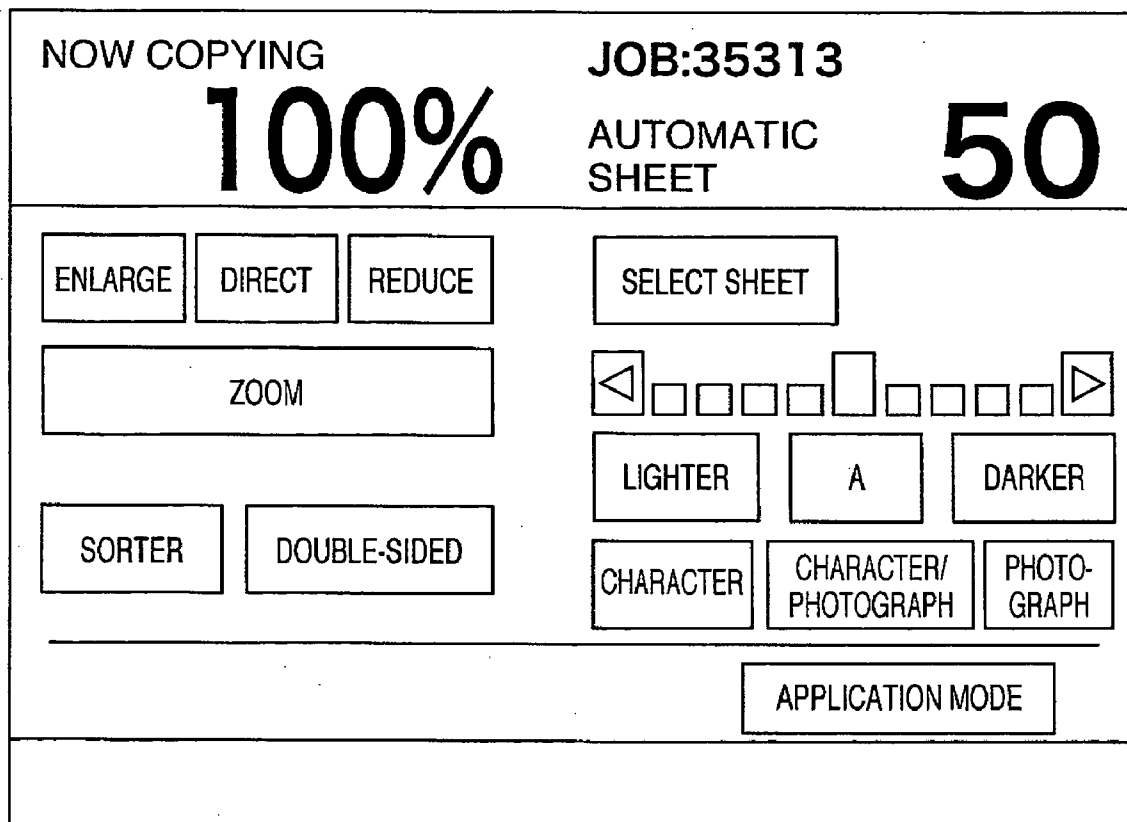 NOW COPYING
100%
JOB:35313
AUTOMATIC
SHEET
50
ENLARGE
DIRECT
REDUCE
SELECT SHEET
ZOOM
LIGHTER
A
DARKER
SORTER
DOUBLE-SIDED
CHARACTER
CHARACTER/
PHOTOGRAPH
PHOTO-
GRAPH
APPLICATION MODE